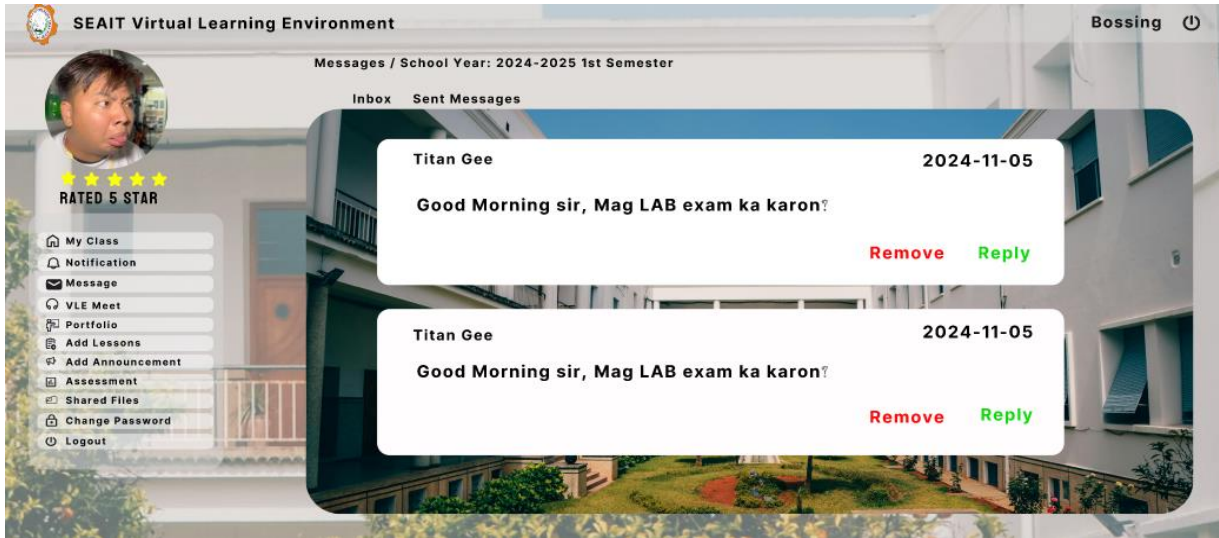 SEAIT Virtual Learning Environment
Bossing
Messages / School Year: 2024-2025 1st Semester
Inbox Sent Messages
RATED 5 STAR
My Class
Notification
Message
VLE Meet
Portfolio
Add Lessons
Add Announcement
Assessment
Shared Files
Change Password
Logout
Titan Gee 2024-11-05
Good Morning sir, Mag LAB exam ka karon?
Remove Reply
Titan Gee 2024-11-05
Good Morning sir, Mag LAB exam ka karon?
Remove Reply